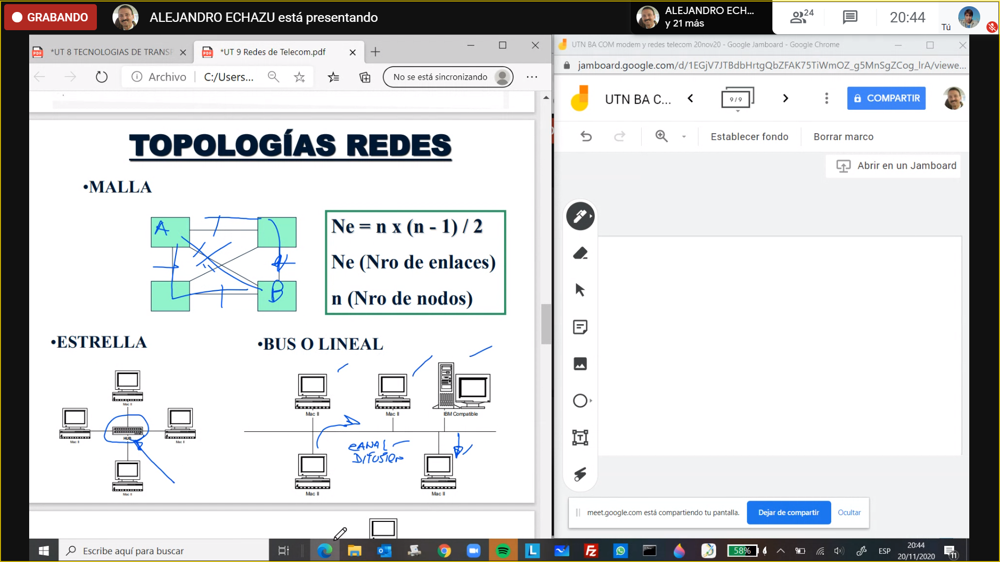 GRABANDO
ALEJANDRO ECHAZU está presentando
ALEJANDRO ECH...
y 21 más
24
20:44
Tú
*UT 8 TECNOLOGIAS DE TRANSF
*UT 9 Redes de Telecom.pdf
Archivo
C:/Users...
No se está sincronizando
TOPOLOGÍAS REDES
•MALLA
A
B
Ne = n x (n - 1) / 2
Ne (Nro de enlaces)
n (Nro de nodos)
•ESTRELLA
Mac II
Mac II
HUB
Mac II
Mac II
•BUS O LINEAL
Mac II
Mac II
IBM Compatible
CANAL
DIFUSION
Mac II
Mac II
UTN BA COM modem y redes telecom 20nov20 - Google Jamboard - Google Chrome
jamboard.google.com/d/1EGjV7JTBdbHrtgQbZFAK75TiWmOZ_g5MnSgZCog_lrA/viewe...
UTN BA C...
9 / 9
COMPARTIR
Establecer fondo
Borrar marco
Abrir en un Jamboard
meet.google.com está compartiendo tu pantalla.
Dejar de compartir
Ocultar
Escribe aquí para buscar
58%
ESP
20:44
20/11/2020
11